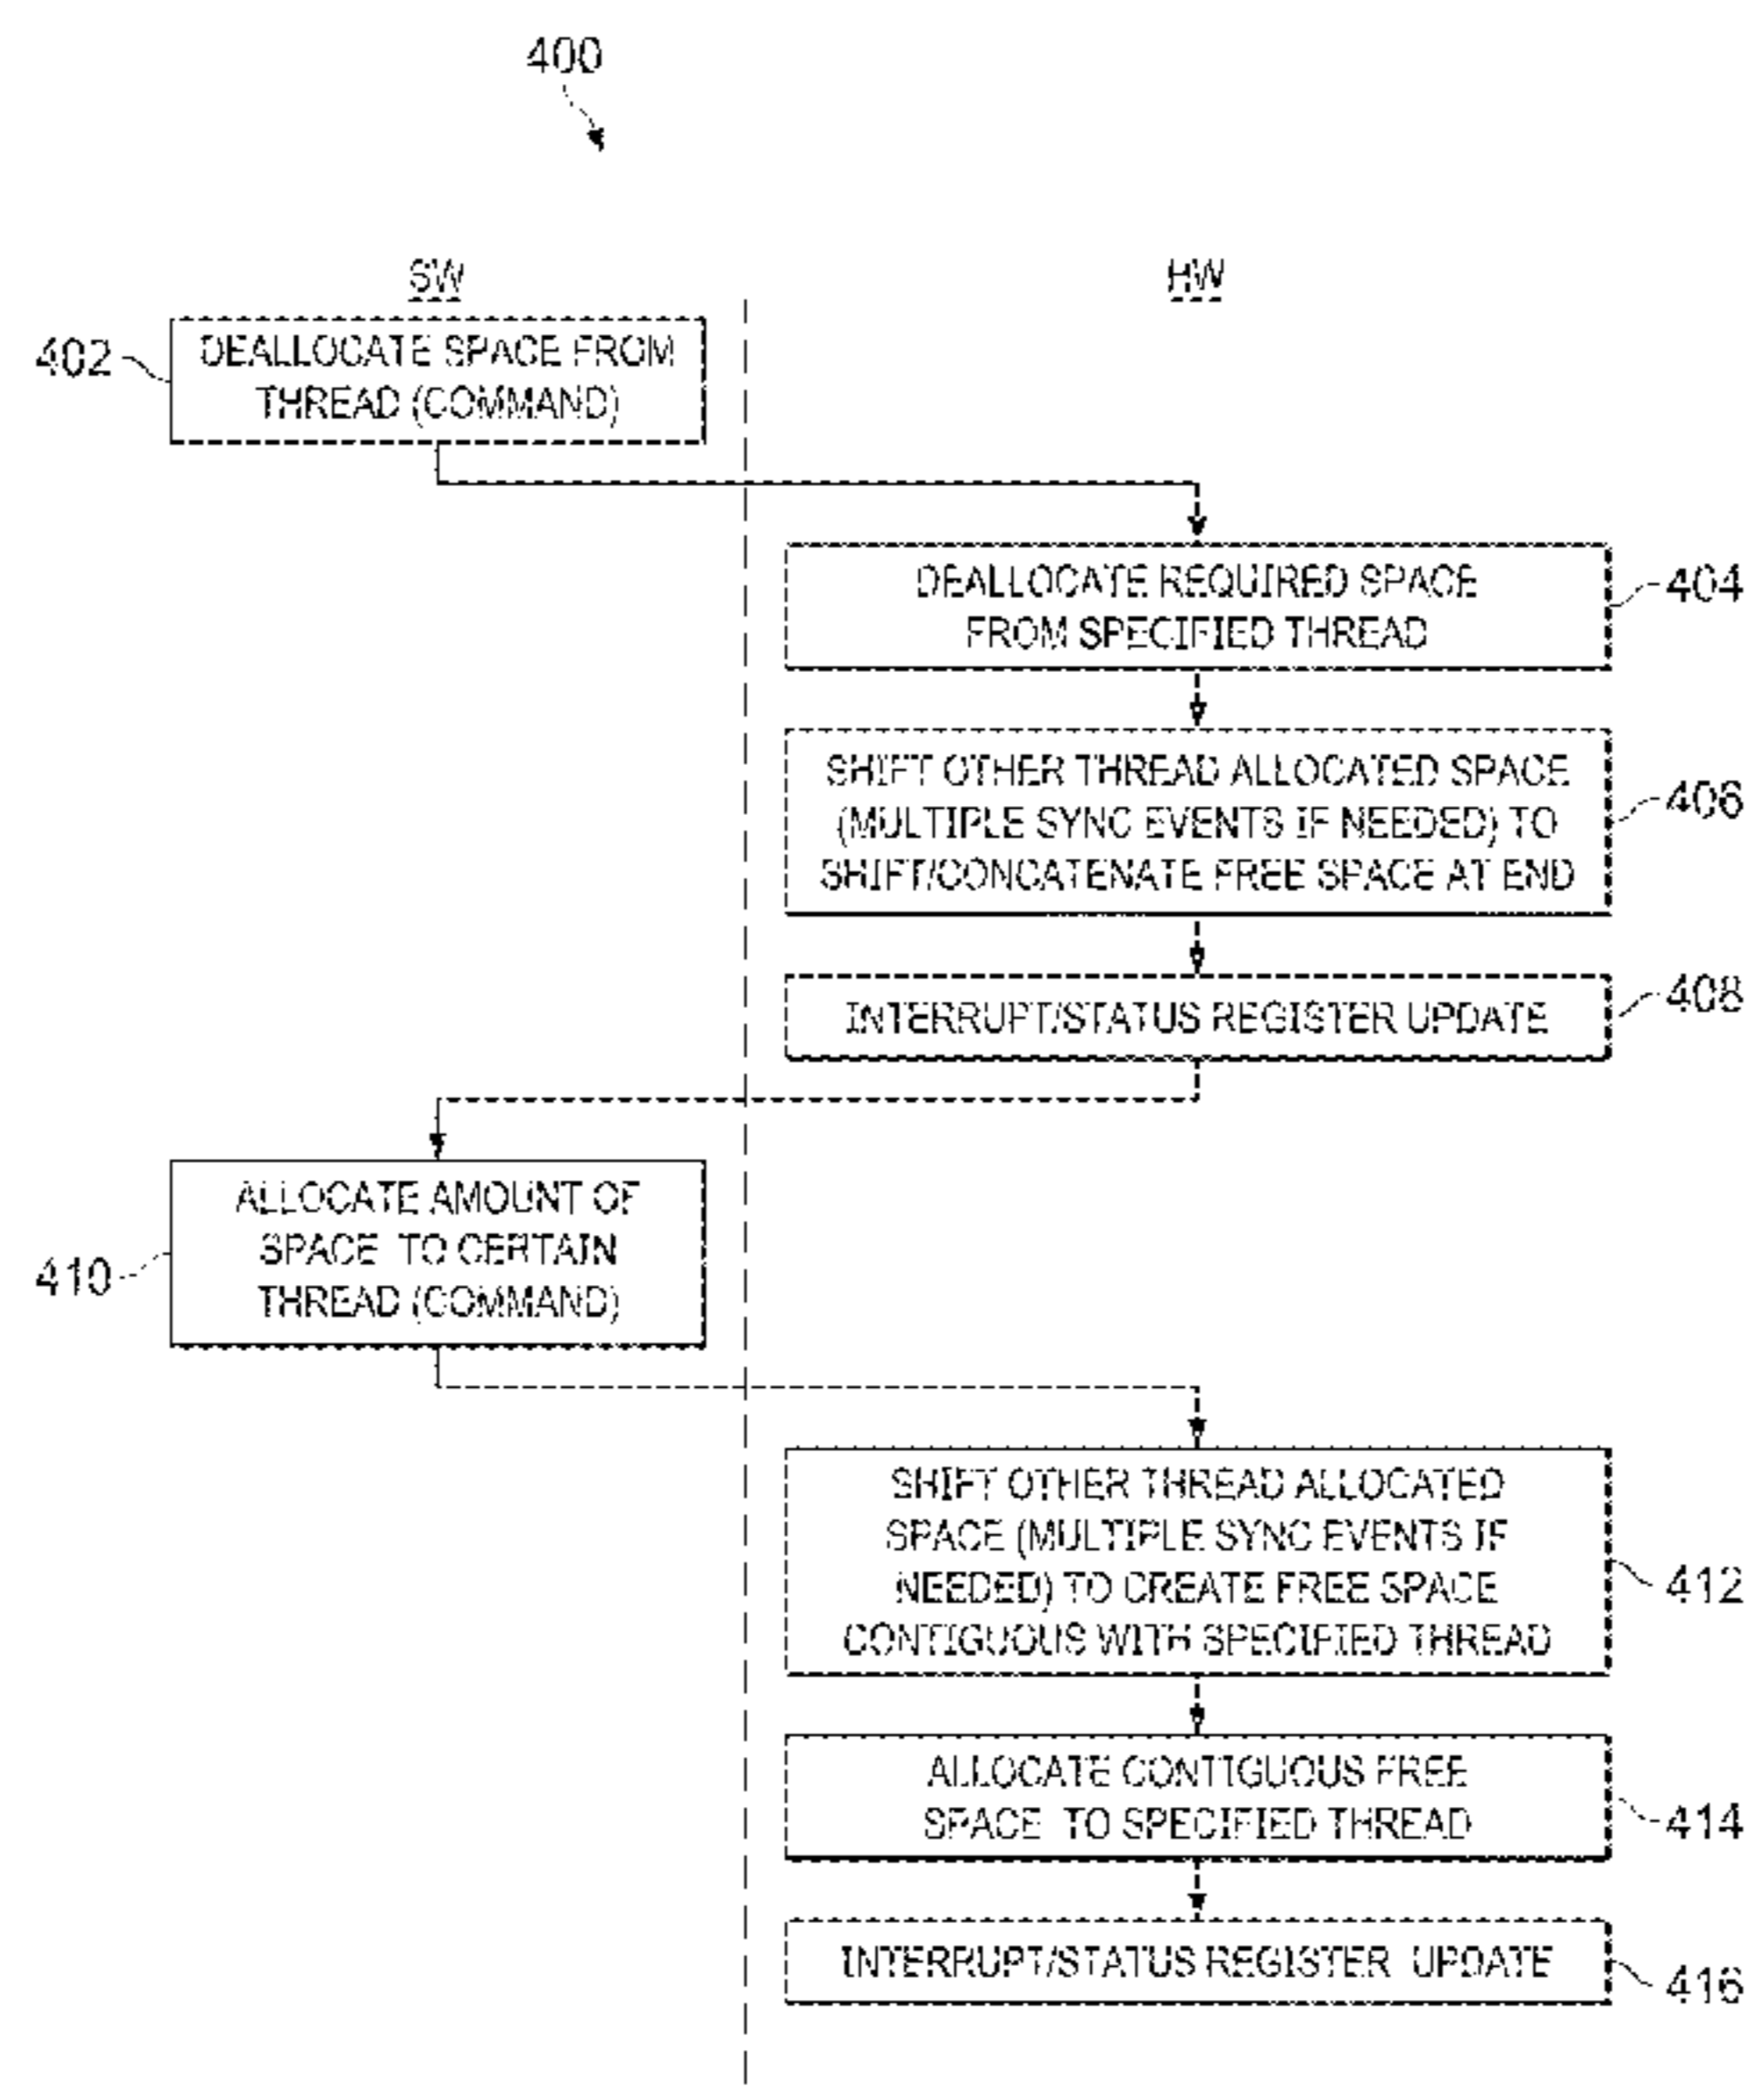 400
SW
HW
402
DEALLOCATE SPACE FROM
THREAD (COMMAND)
DEALLOCATE REQUIRED SPACE
FROM SPECIFIED THREAD
404
SHIFT OTHER THREAD ALLOCATED SPACE
(MULTIPLE SYNC EVENTS IF NEEDED) TO
SHIFT/CONCATENATE FREE SPACE AT END
406
INTERRUPT/STATUS REGISTER UPDATE
408
410
ALLOCATE AMOUNT OF
SPACE TO CERTAIN
THREAD (COMMAND)
SHIFT OTHER THREAD ALLOCATED
SPACE (MULTIPLE SYNC EVENTS IF
NEEDED) TO CREATE FREE SPACE
CONTIGUOUS WITH SPECIFIED THREAD
412
ALLOCATE CONTIGUOUS FREE
SPACE TO SPECIFIED THREAD
414
INTERRUPT/STATUS REGISTER UPDATE
416